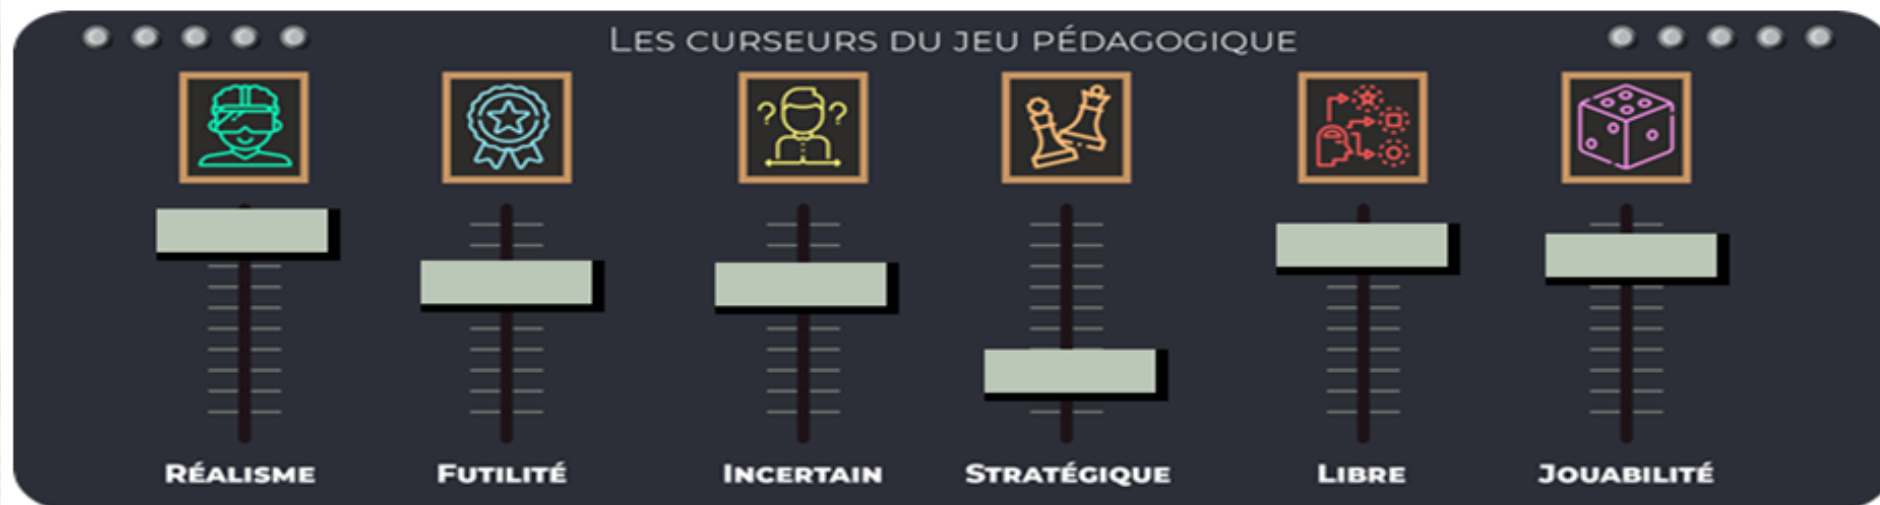 Les curseurs du jeu pédagogique
? ?
Réalisme Futilité Incertain Stratégique Libre Jouabilité